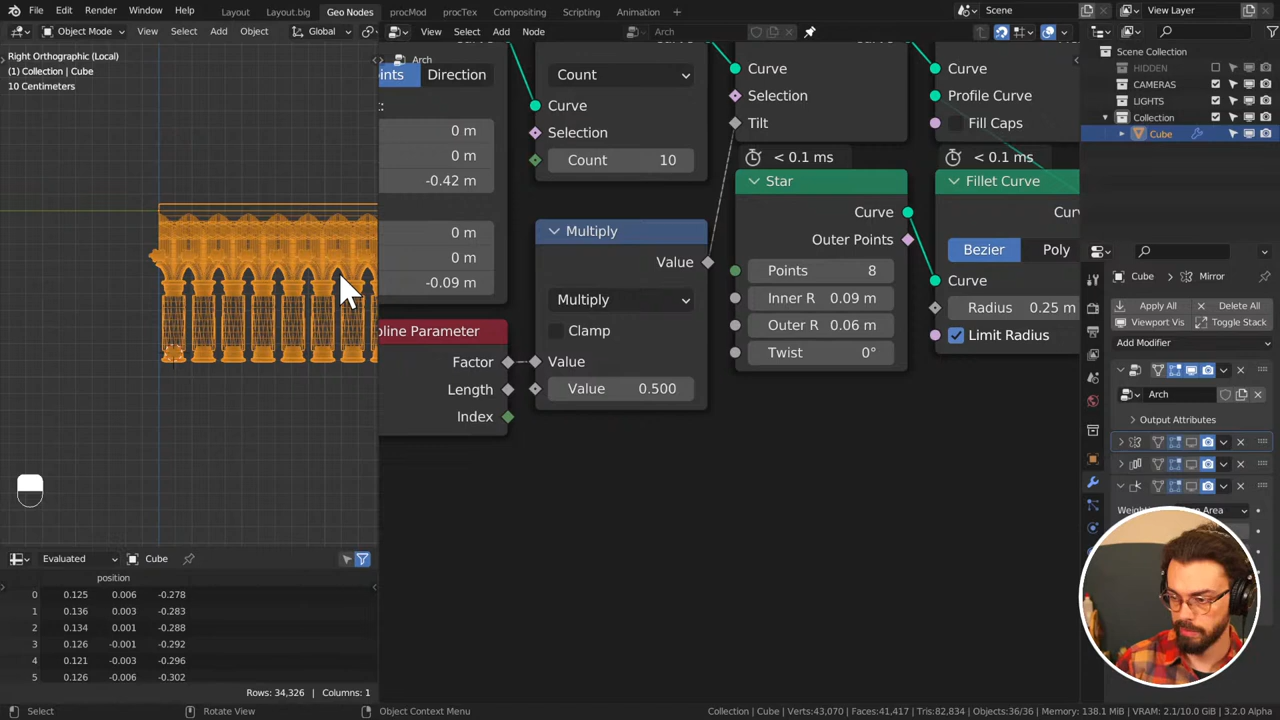 File Edit Render Window Help Layout Layout.big Geo Nodes procMod procTex Compositing Scripting Animation + Scene View Layer
Object Mode View Select Add Object Global View Select Add Node Arch
Right Orthographic (Local)
(1) Collection | Cube
10 Centimeters
Arch
Points Direction
0 m
0 m
-0.42 m
0 m
0 m
-0.09 m
Spline Parameter
Factor
Length
Index
Count
Curve
Selection
Count 10
Multiply
Value
Multiply
Clamp
Value
Value 0.500
Curve
Selection
Tilt
< 0.1 ms
Star
Curve
Outer Points
Points 8
Inner R 0.09 m
Outer R 0.06 m
Twist 0°
Curve
Profile Curve
Fill Caps
< 0.1 ms
Fillet Curve
Bezier Poly
Curve
Radius 0.25 m
Limit Radius
Scene Collection
HIDDEN
CAMERAS
LIGHTS
Collection
Cube
Cube Mirror
Apply All Delete All
Viewport Vis Toggle Stack
Add Modifier
Arch
Output Attributes
Evaluated Cube
position
0 0.125 0.006 -0.278
1 0.136 0.003 -0.283
2 0.134 0.001 -0.288
3 0.126 -0.001 -0.292
4 0.121 -0.003 -0.296
5 0.126 -0.006 -0.302
Rows: 34,326 | Columns: 1
Select Rotate View Object Context Menu Collection | Cube | Verts:43,070 | Faces:41,417 | Tris:82,834 | Objects:36/36 | Memory: 138.1 MiB | VRAM: 2.1/10.0 GiB | 3.2.0 Alpha